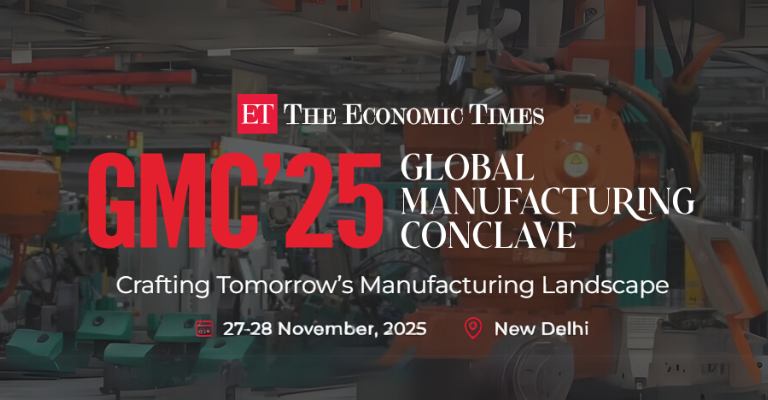 ET THE ECONOMIC TIMES
GMC'25
GLOBAL
MANUFACTURING
CONCLAVE
Crafting Tomorrow's Manufacturing Landscape
27-28 November, 2025
New Delhi